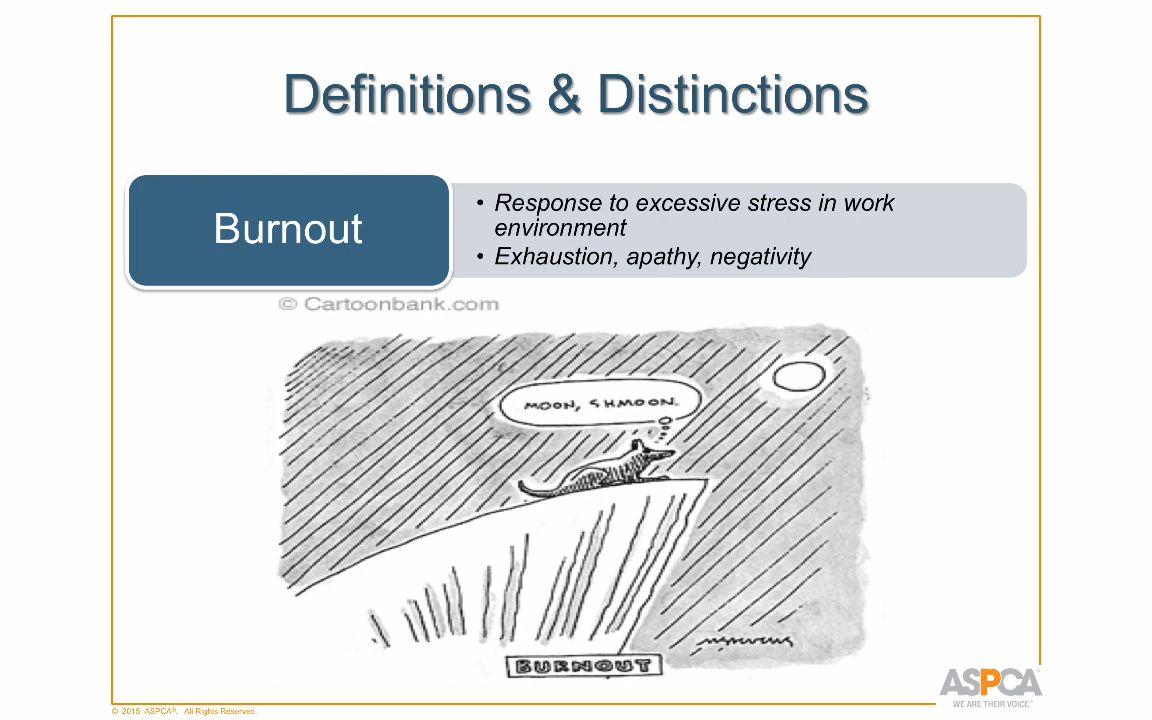 Definitions & Distinctions
Burnout
• Response to excessive stress in work
environment
• Exhaustion, apathy, negativity
© Cartoonbank.com
MOON, SHMOON.
BURNOUT
ASPCA®
WE ARE THEIR VOICE.®
© 2015 ASPCA®. All Rights Reserved.